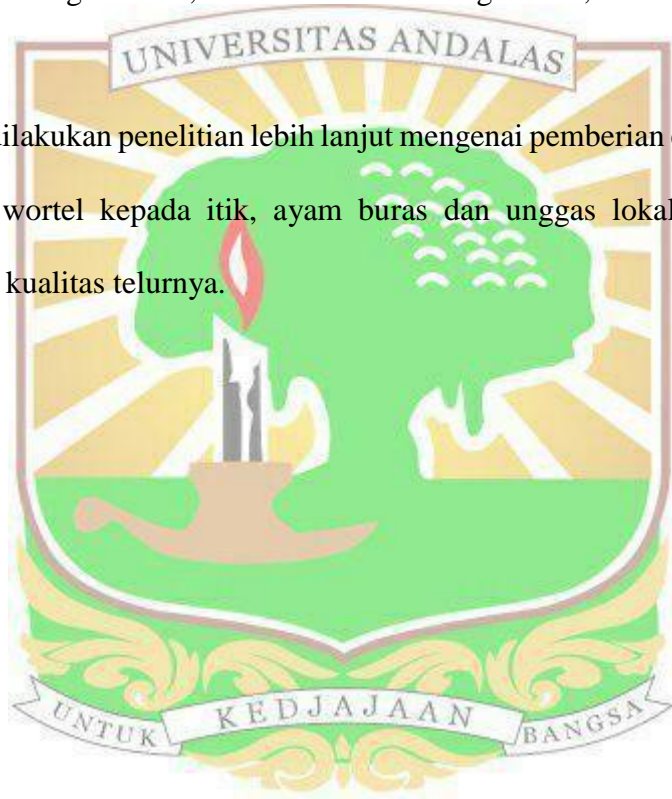 UNIVERSITAS ANDALAS
dilakukan penelitian lebih lanjut mengenai pemberian
wortel kepada itik, ayam buras dan unggas lokal
kualitas telurnya.
UNTUK KEDJAJAAN BANGSA